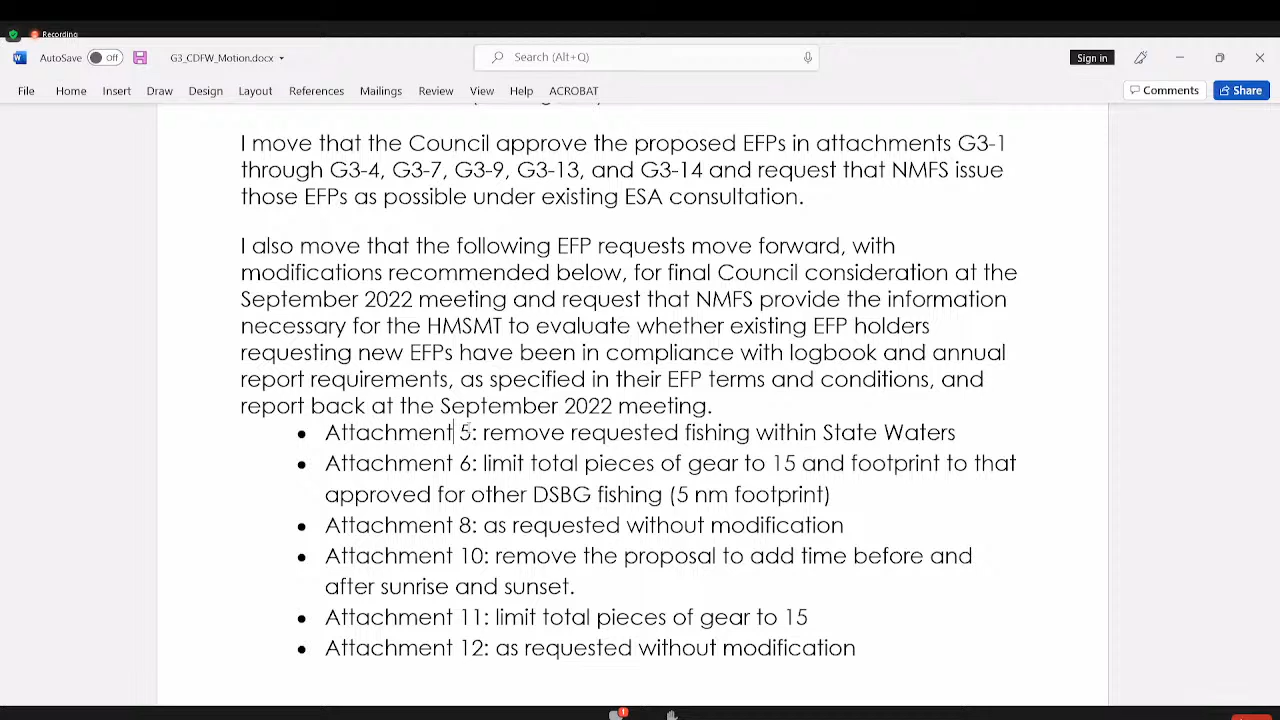 Recording
AutoSave Off G3_CDFW_Motion.docx Search (Alt+Q) Sign in
File Home Insert Draw Design Layout References Mailings Review View Help ACROBAT Comments Share
I move that the Council approve the proposed EFPs in attachments G3-1
through G3-4, G3-7, G3-9, G3-13, and G3-14 and request that NMFS issue
those EFPs as possible under existing ESA consultation.
I also move that the following EFP requests move forward, with
modifications recommended below, for final Council consideration at the
September 2022 meeting and request that NMFS provide the information
necessary for the HMSMT to evaluate whether existing EFP holders
requesting new EFPs have been in compliance with logbook and annual
report requirements, as specified in their EFP terms and conditions, and
report back at the September 2022 meeting.
• Attachment 5: remove requested fishing within State Waters
• Attachment 6: limit total pieces of gear to 15 and footprint to that
approved for other DSBG fishing (5 nm footprint)
• Attachment 8: as requested without modification
• Attachment 10: remove the proposal to add time before and
after sunrise and sunset.
• Attachment 11: limit total pieces of gear to 15
• Attachment 12: as requested without modification
1